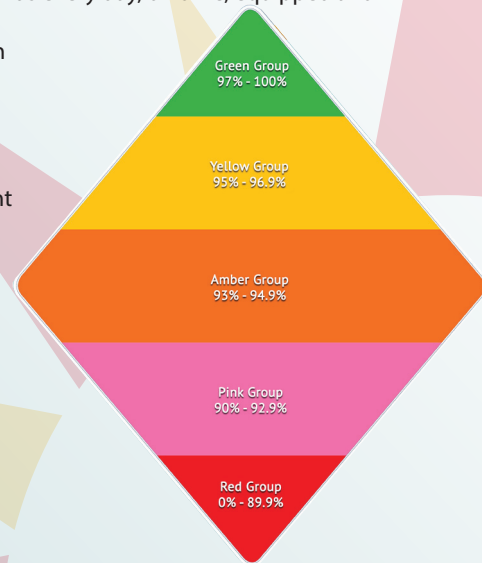 n
Green Group
97% - 100%
Yellow Group
95% - 96.9%
nt
Amber Group
93% - 94.9%
Pink Group
90% - 92.9%
Red Group
0% - 89.9%